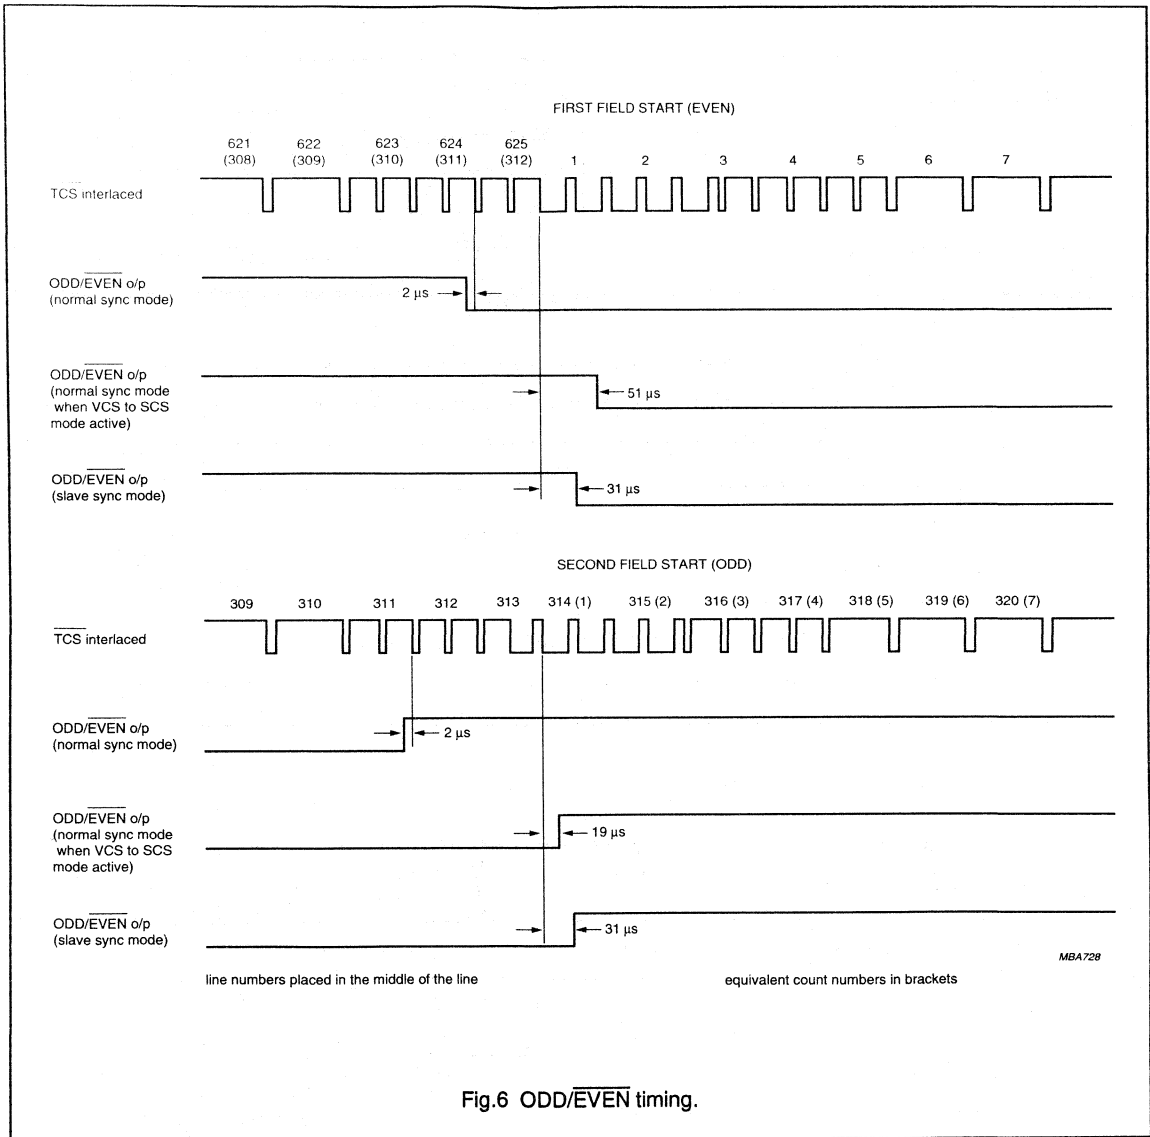 FIRST FIELD START (EVEN)
621 622 623 624 625 1 2 3 4 5 6 7
(308) (309) (310) (311) (312)
TCS interlaced
ODD/EVEN o/p
(normal sync mode)
2 µs
ODD/EVEN o/p
(normal sync mode
when VCS to SCS
mode active)
51 µs
ODD/EVEN o/p
(slave sync mode)
31 µs
SECOND FIELD START (ODD)
309 310 311 312 313 314 (1) 315 (2) 316 (3) 317 (4) 318 (5) 319 (6) 320 (7)
TCS interlaced
ODD/EVEN o/p
(normal sync mode)
2 µs
ODD/EVEN o/p
(normal sync mode
when VCS to SCS
mode active)
19 µs
ODD/EVEN o/p
(slave sync mode)
31 µs
MBA728
line numbers placed in the middle of the line
equivalent count numbers in brackets
Fig.6 ODD/EVEN timing.